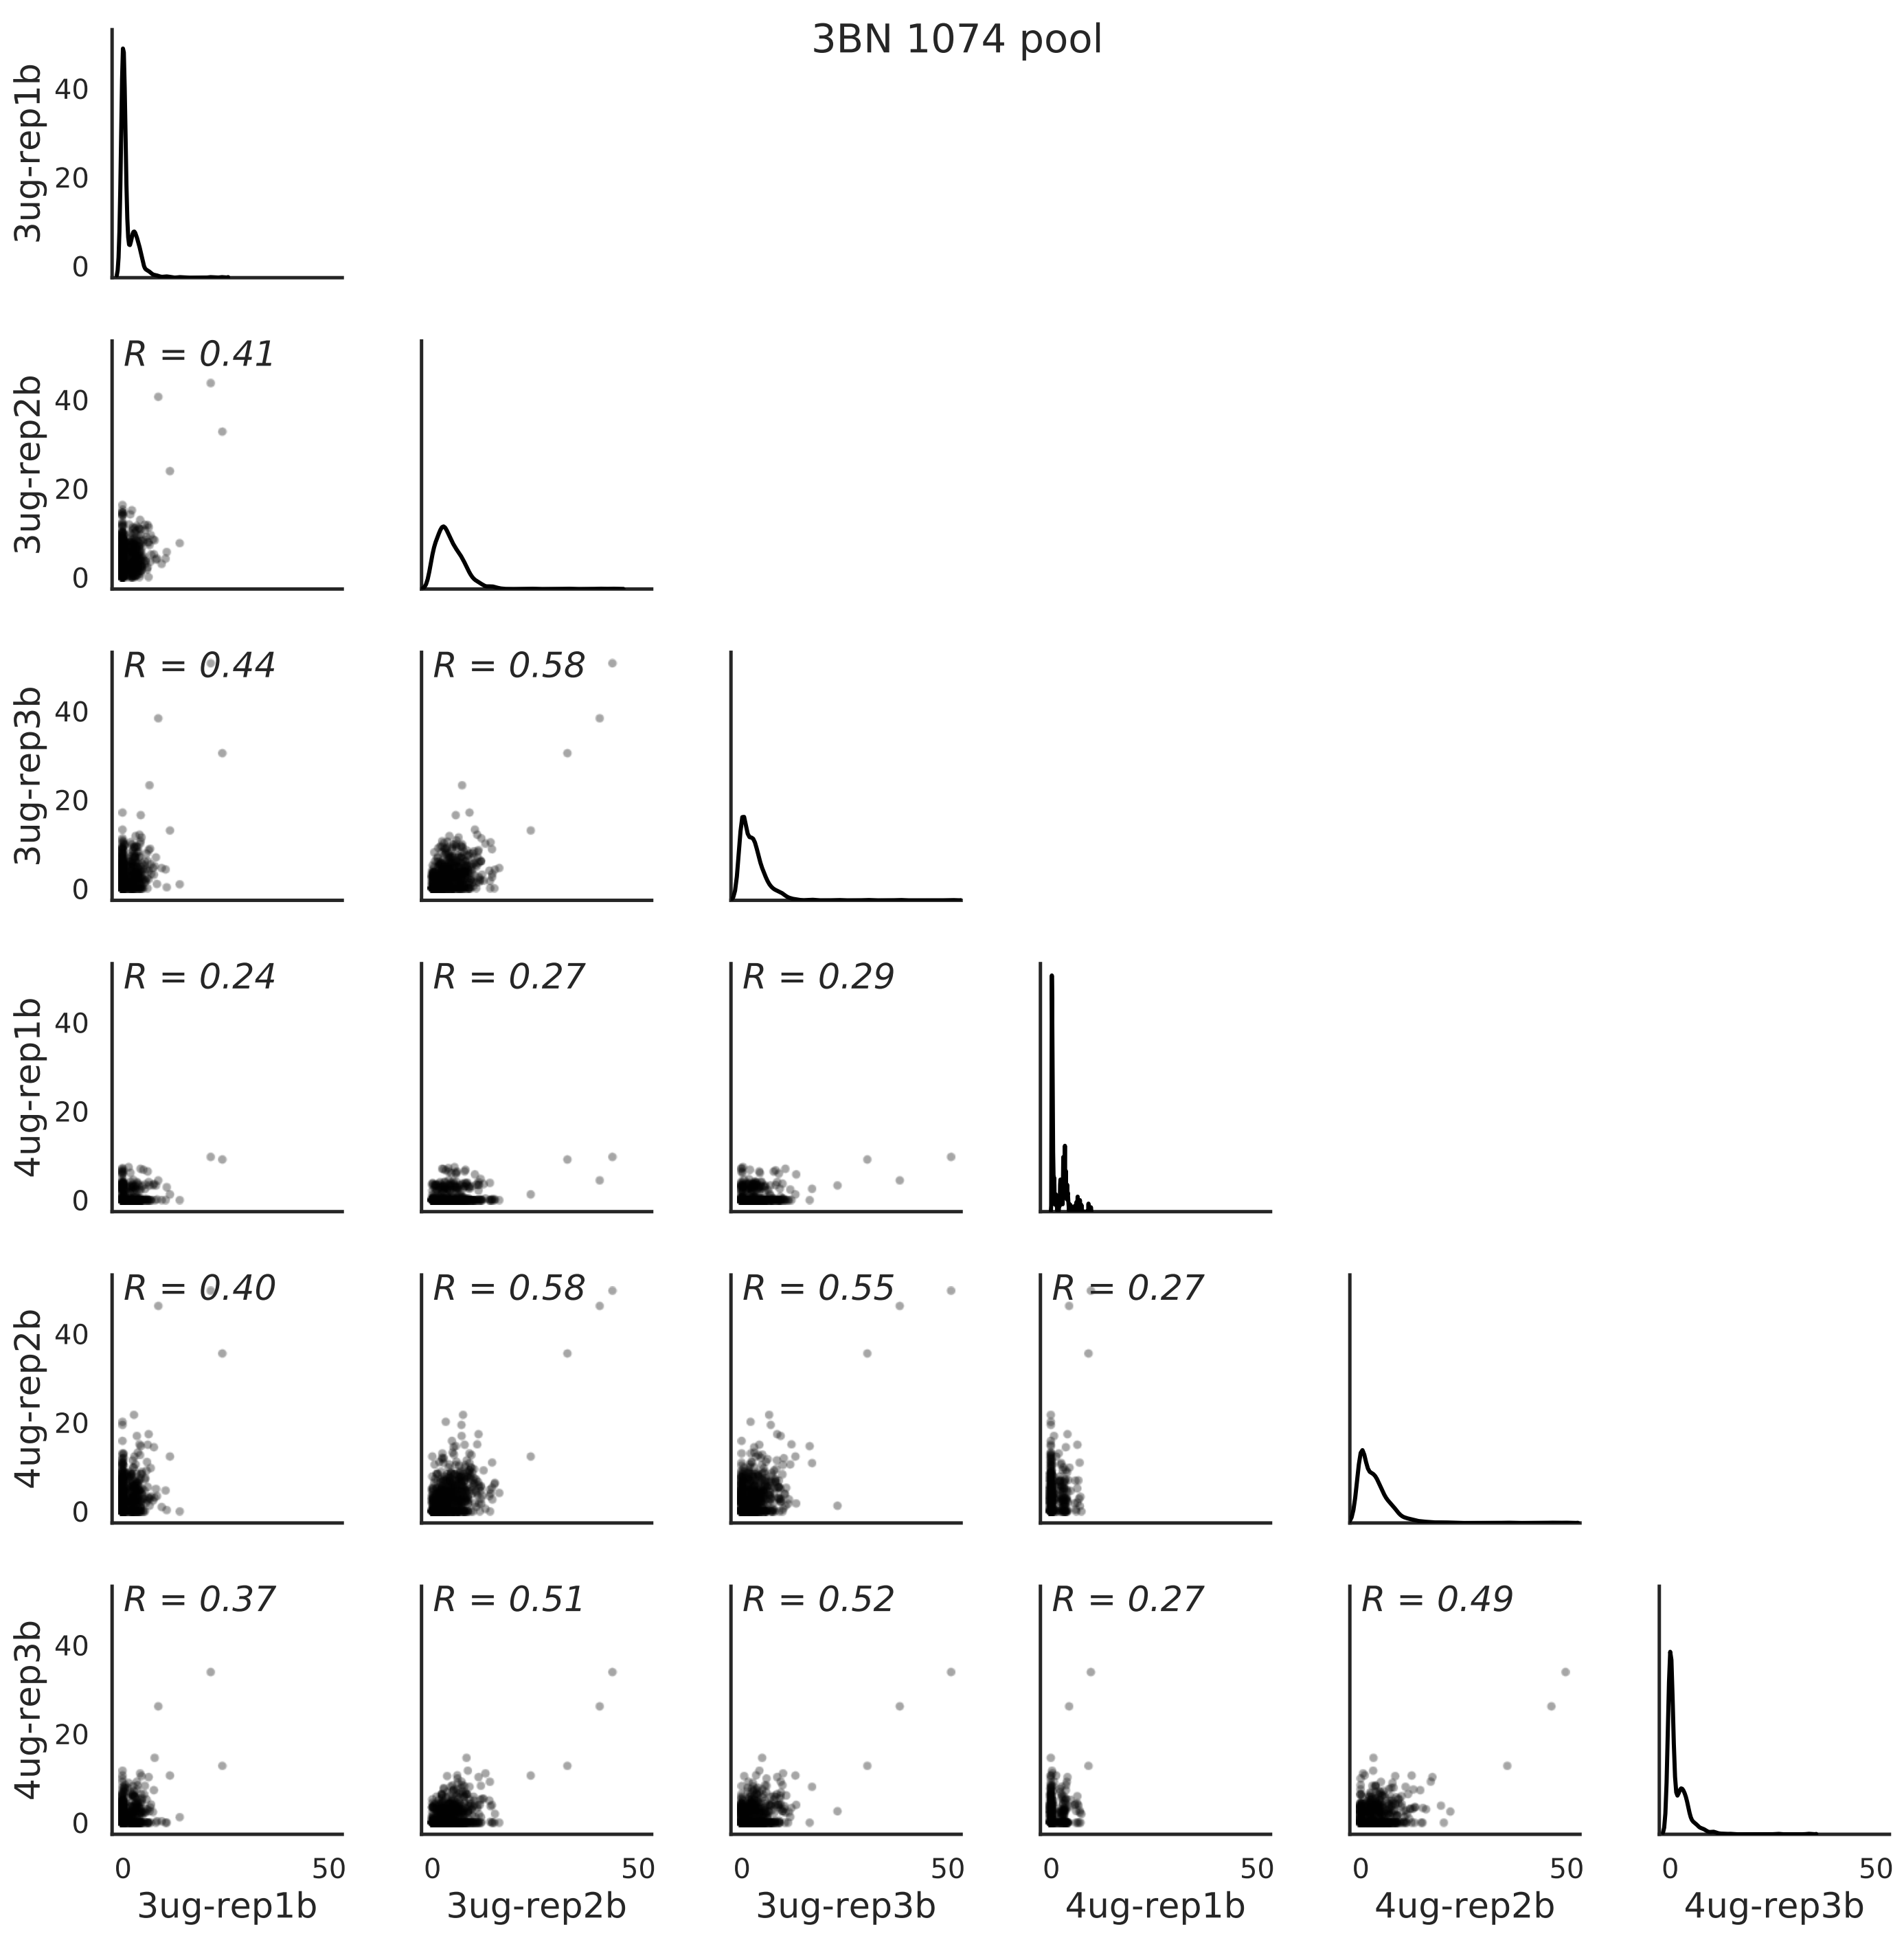 3BN 1074 pool
3ug-rep1b
40
20
0
3ug-rep2b
40
20
0
R = 0.41
3ug-rep3b
40
20
0
R = 0.44
R = 0.58
4ug-rep1b
40
20
0
R = 0.24
R = 0.27
R = 0.29
4ug-rep2b
40
20
0
R = 0.40
R = 0.58
R = 0.55
R = 0.27
4ug-rep3b
40
20
0
R = 0.37
R = 0.51
R = 0.52
R = 0.27
R = 0.49
0 50 0 50 0 50 0 50 0 50 0 50
3ug-rep1b 3ug-rep2b 3ug-rep3b 4ug-rep1b 4ug-rep2b 4ug-rep3b